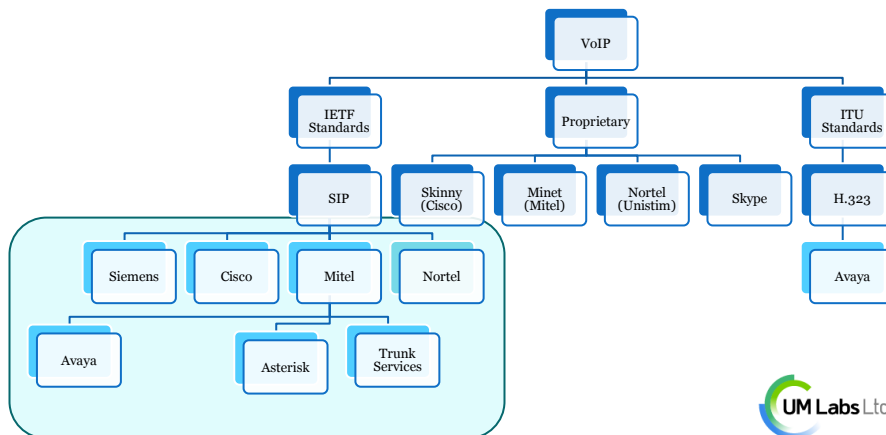 VoIP
IETF
Standards
Proprietary
ITU
Standards
SIP
Skinny
(Cisco)
Minet
(Mitel)
Nortel
(Unistim)
Skype
H.323
Siemens
Cisco
Mitel
Nortel
Avaya
Avaya
Asterisk
Trunk
Services
UM Labs Ltd